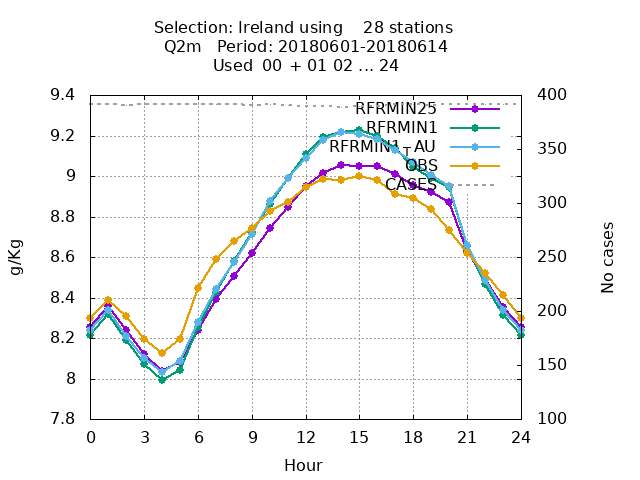 Selection: Ireland using    28 stations
Q2m   Period: 20180601-20180614
Used  00 + 01 02 ... 24
9.4
9.2
9
8.8
8.6
8.4
8.2
8
7.8
400
350
300
250
200
150
100
RFRMIN25
RFRMIN1
RFRMIN1-AU
OBS
CASES
g/Kg
No cases
0 3 6 9 12 15 18 21 24
Hour